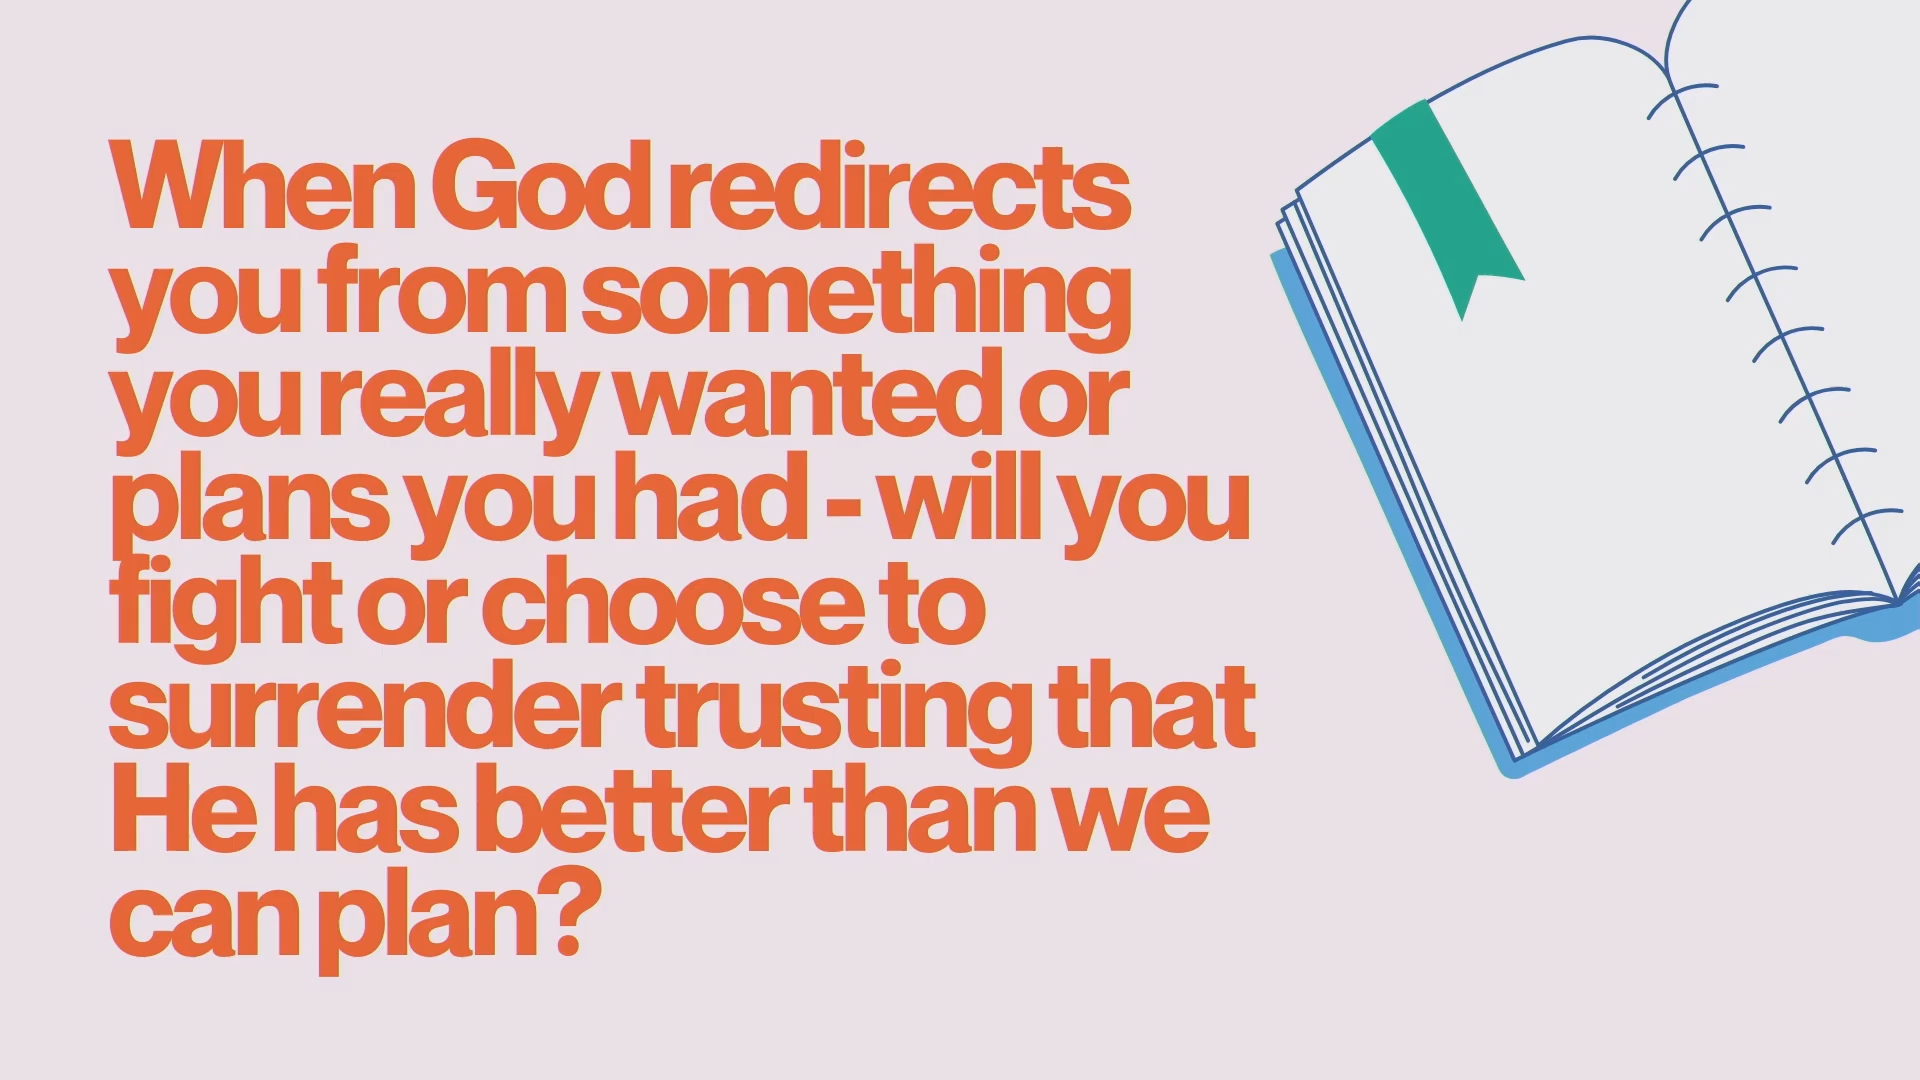 When God redirects
you from something
you really wanted or
plans you had - will you
fight or choose to
surrender trusting that
He has better than we
can plan?